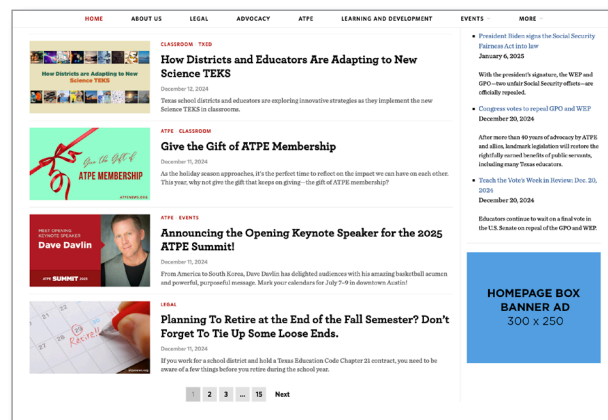 HOME ABOUT US LEGAL ADVOCACY ATPE LEARNING AND DEVELOPMENT EVENTS MORE
How Districts are Adapting to New
Science TEKS
CLASSROOM TXED
How Districts and Educators Are Adapting to New
Science TEKS
December 12, 2024
Texas school districts and educators are exploring innovative strategies as they implement the new
Science TEKS in classrooms.
Give the Gift of
ATPE MEMBERSHIP
ATPENEWS.ORG
ATPE CLASSROOM
Give the Gift of ATPE Membership
December 11, 2024
As the holiday season approaches, it's the perfect time to reflect on the impact we can have on each other.
This year, why not give the gift that keeps on giving—the gift of ATPE membership?
MEET OPENING
KEYNOTE SPEAKER
Dave Davlin
ATPE SUMMIT 2025
ATPE EVENTS
Announcing the Opening Keynote Speaker for the 2025
ATPE Summit!
December 11, 2024
From America to South Korea, Dave Davlin has delighted audiences with his amazing basketball acumen
and powerful, purposeful message. Mark your calendars for July 7–9 in downtown Austin!
Retire!!
LEGAL
Planning To Retire at the End of the Fall Semester? Don't
Forget To Tie Up Some Loose Ends.
December 11, 2024
If you work for a school district and hold a Texas Education Code Chapter 21 contract, you need to be
aware of a few things before you retire during the school year.
1 2 3 ... 15 Next
President Biden signs the Social Security
Fairness Act into law
January 6, 2025
With the president's signature, the WEP and
GPO—two unfair Social Security offsets—are
officially repealed.
Congress votes to repeal GPO and WEP
December 20, 2024
After more than 40 years of advocacy by ATPE
and allies, landmark legislation will restore the
rightfully earned benefits of public servants,
including many Texas educators.
Teach the Vote's Week in Review: Dec. 20,
2024
December 20, 2024
Educators continue to wait on a final vote in
the U.S. Senate on repeal of the GPO and WEP.
HOMEPAGE BOX
BANNER AD
300 x 250